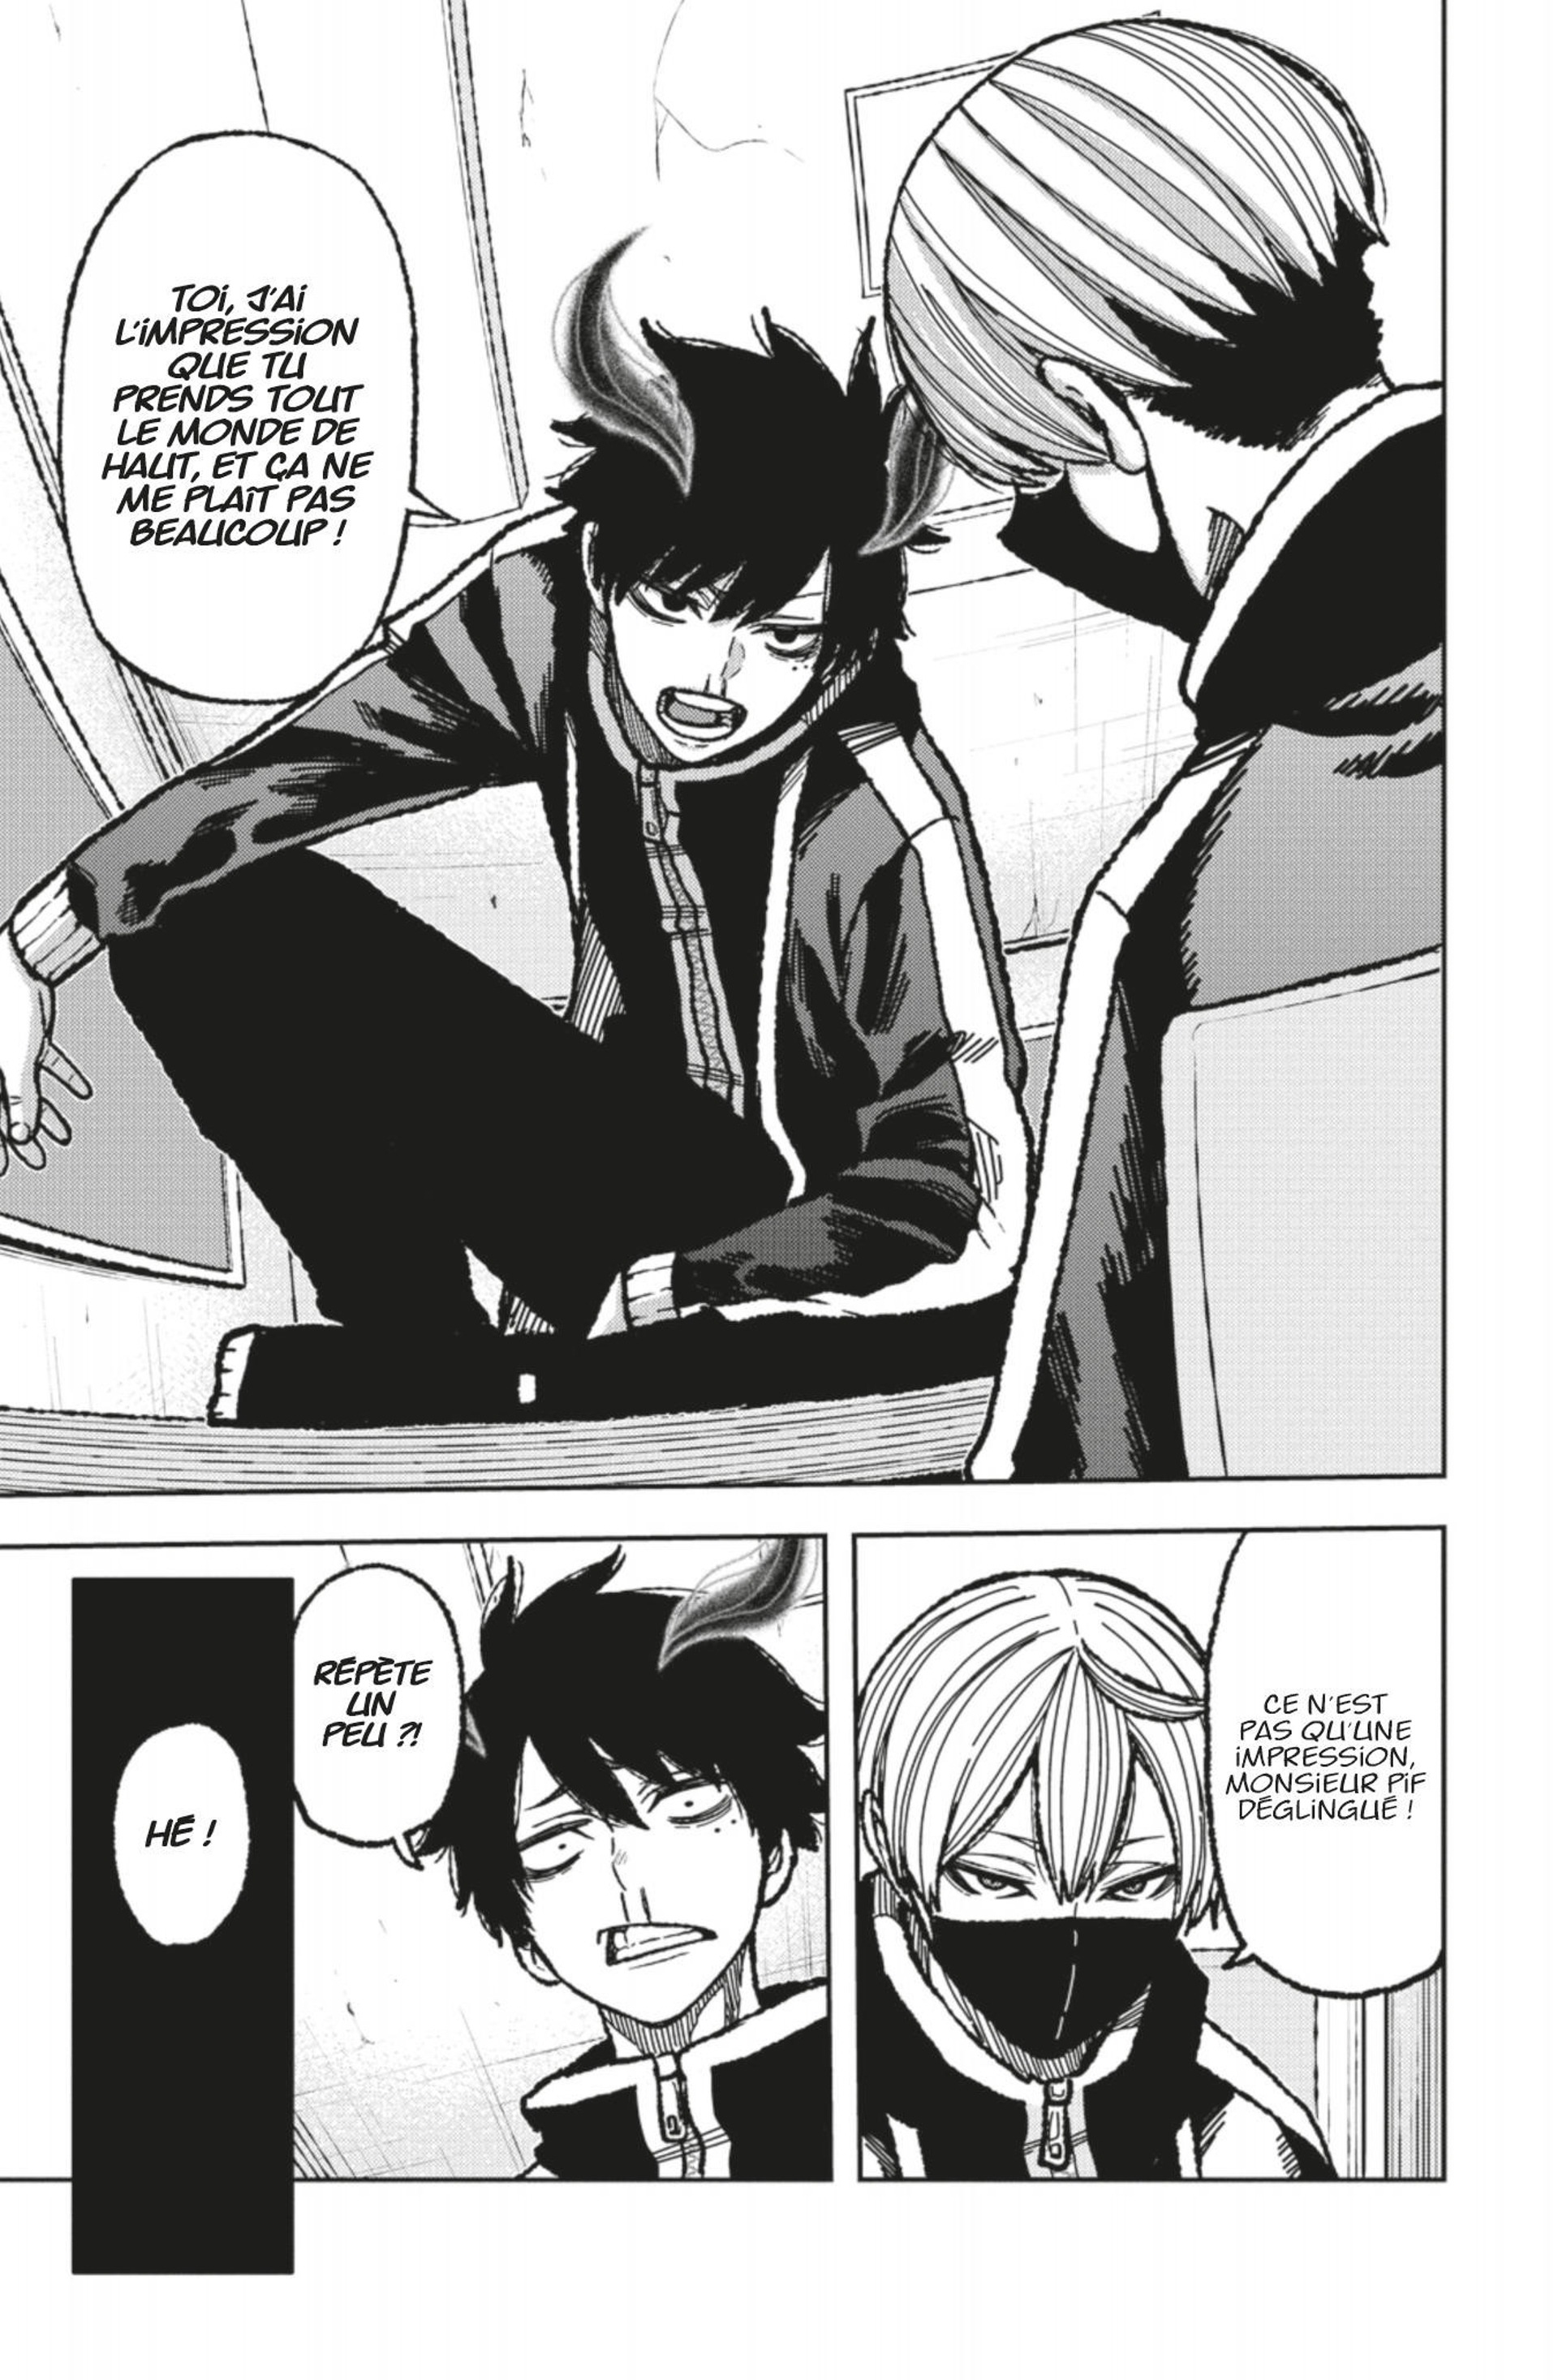 TOI, J'AI
L'IMPRESSION
QUE TU
PRENDS TOUT
LE MONDE DE
HAUT, ET ÇA NE
ME PLAÎT PAS
BEAUCOUP !
CE N'EST
PAS QU'UNE
IMPRESSION,
MONSIEUR PIF
DÉGLINGUÉ !
RÉPÈTE
UN
PEU ?!
HÉ !